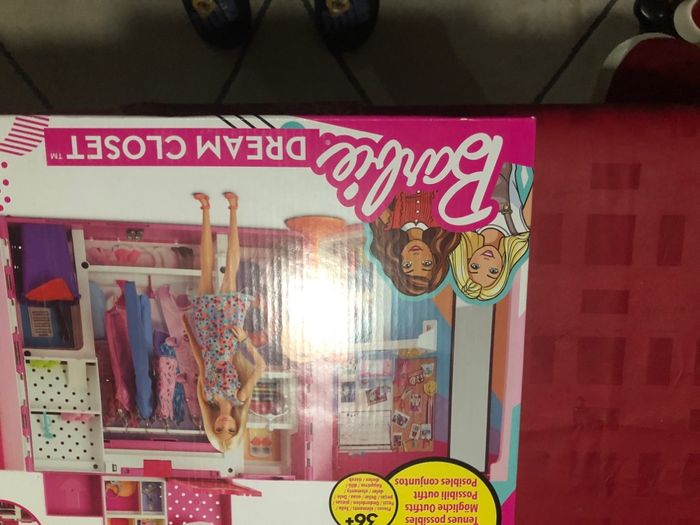 Tenues possibles
Mögliche Outfits
Possibili outfit
Posibles conjuntos
36+
Barbie®
DREAM CLOSET™